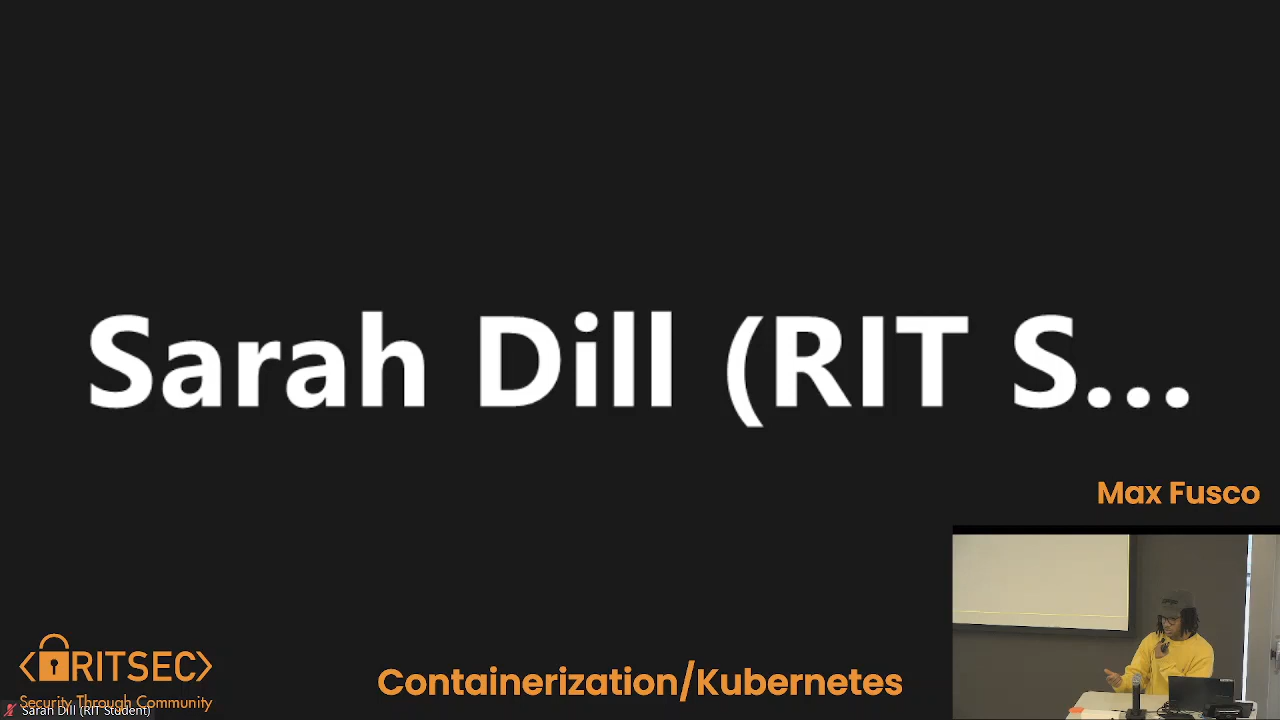 Sarah Dill (RIT S...
Max Fusco
<RITSEC>
Containerization/Kubernetes
Security Through Community
Sarah Dill (RIT Student)